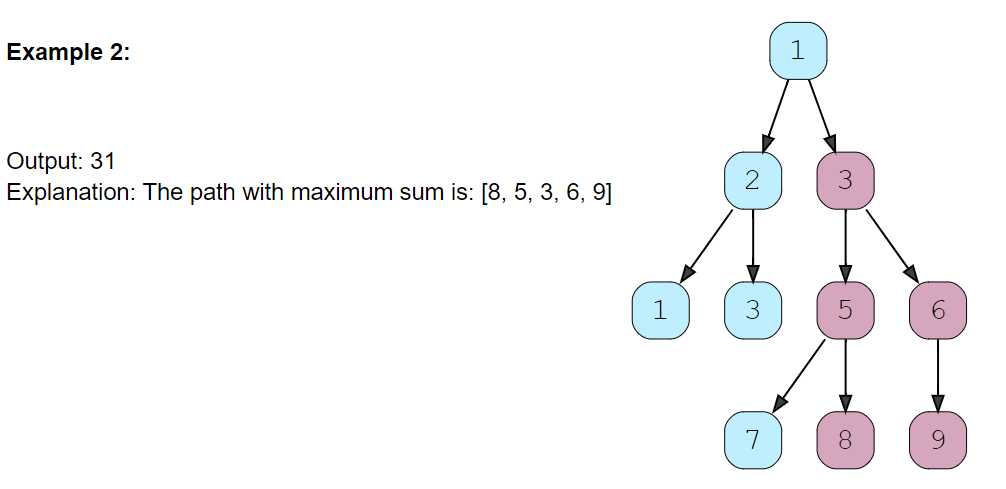 Example 2:
Output: 31
Explanation: The path with maximum sum is: [8, 5, 3, 6, 9]
1
2 3
1 3 5 6
7 8 9